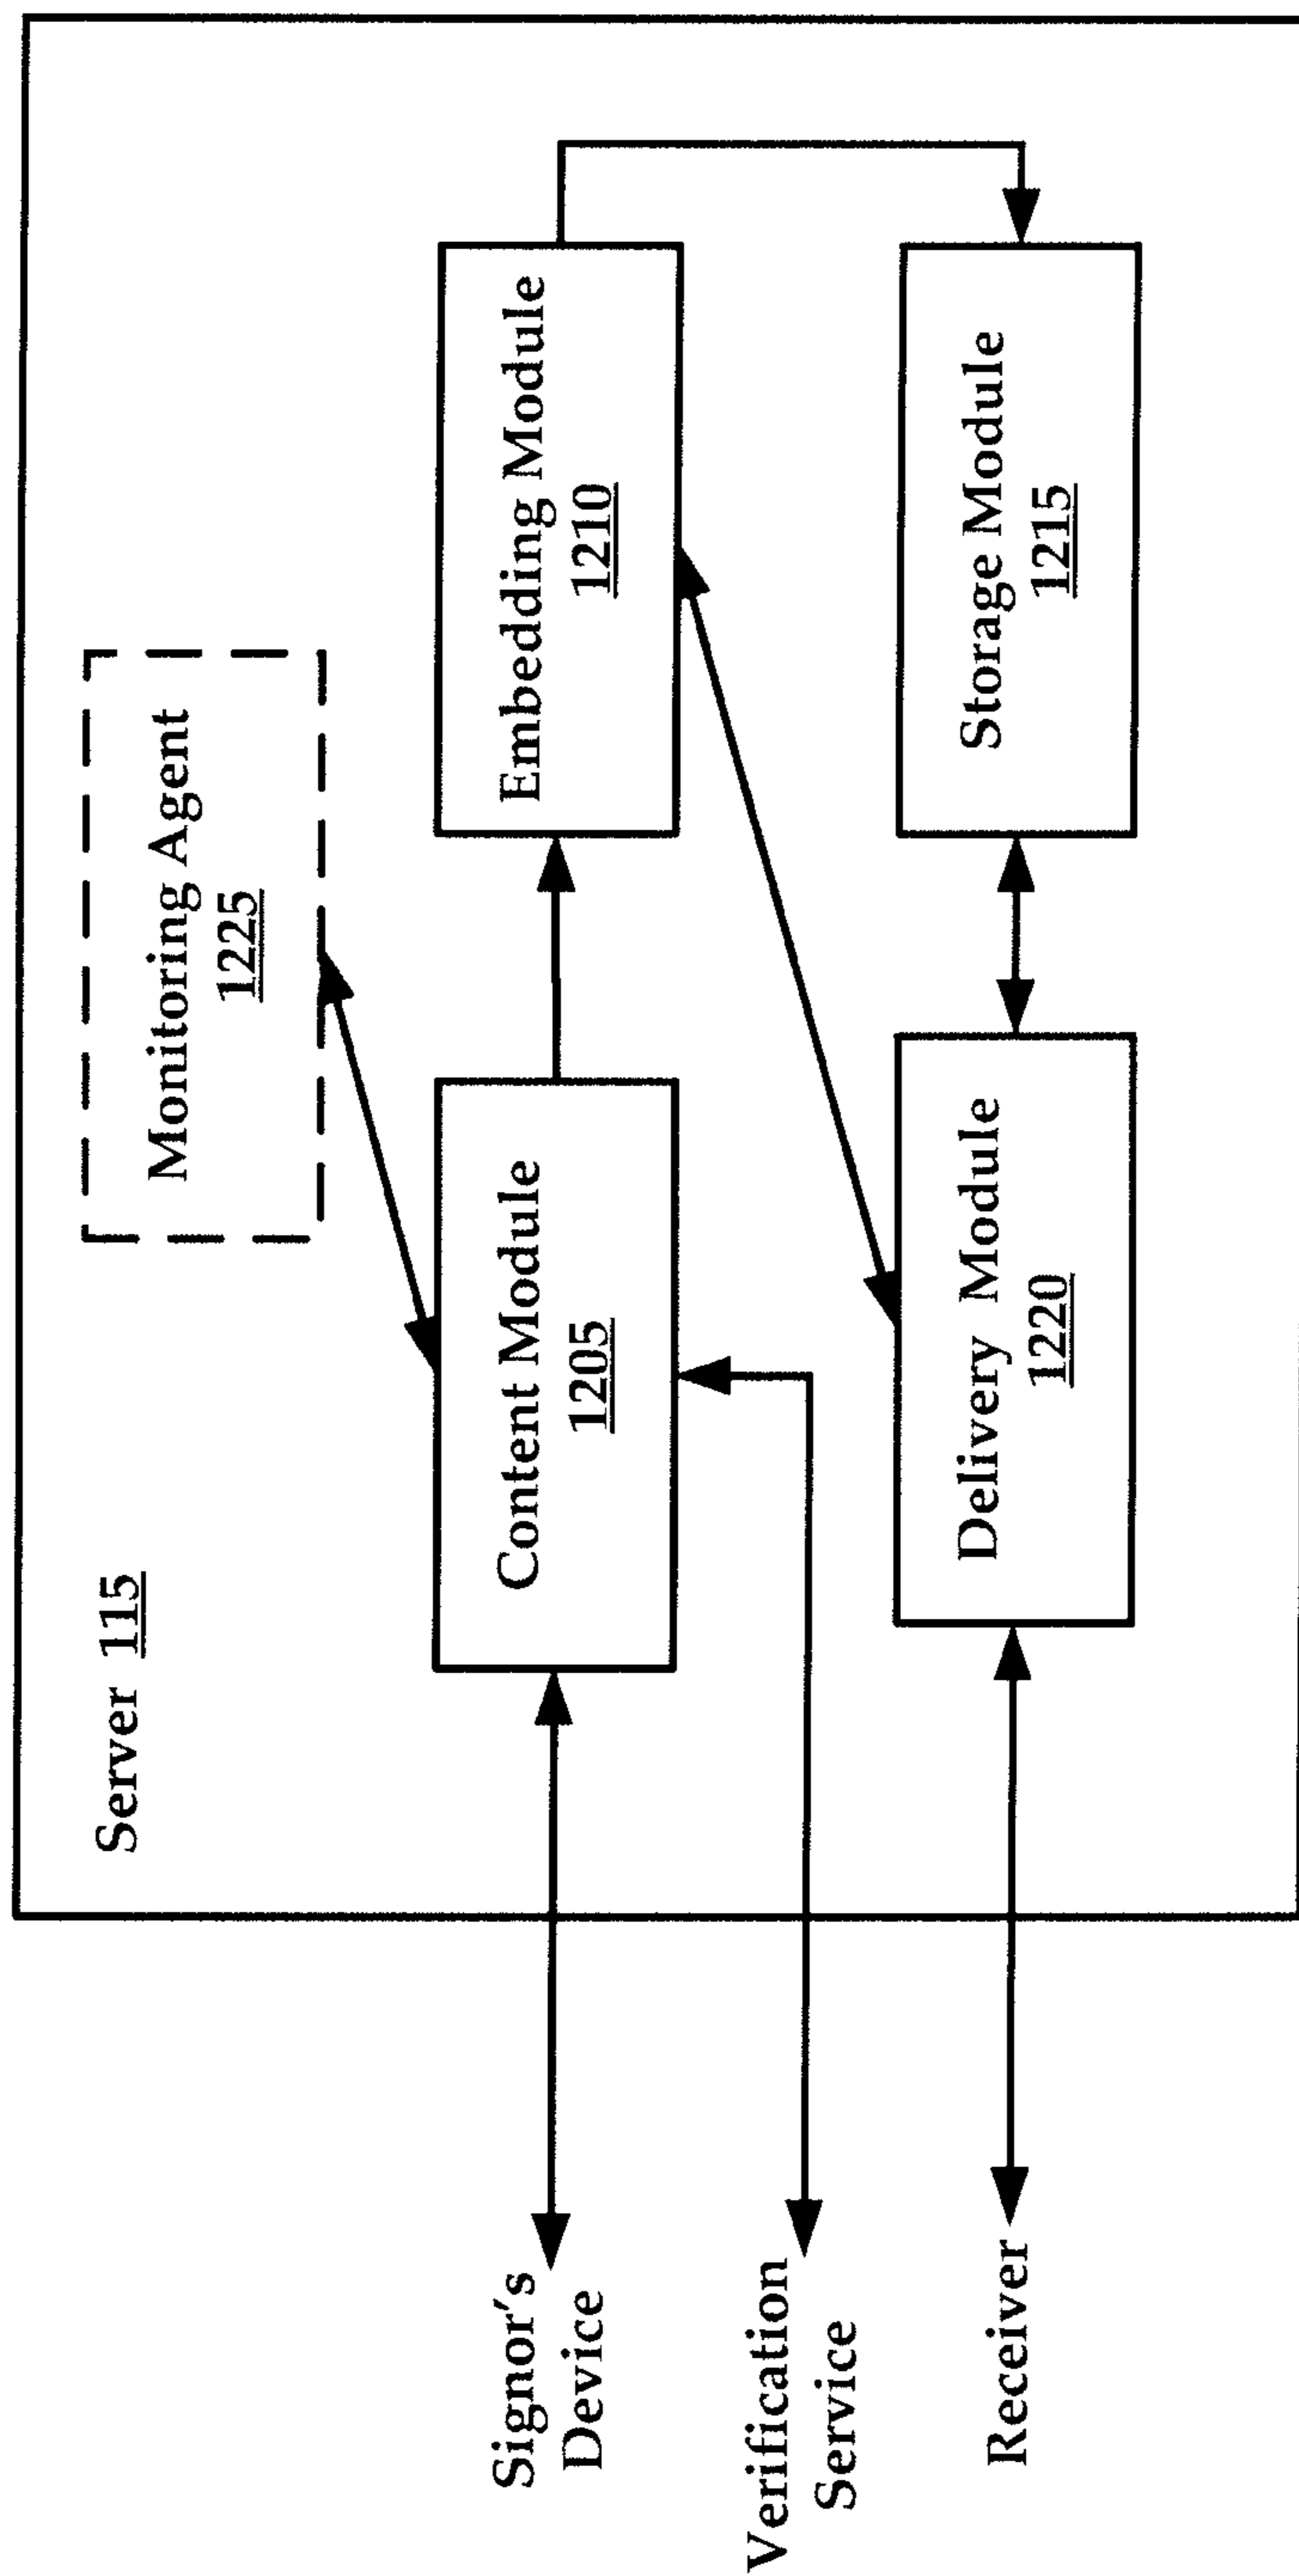 Server 115
Monitoring Agent
1225
Content Module
1205
Embedding Module
1210
Delivery Module
1220
Storage Module
1215
Signor's
Device
Verification
Service
Receiver